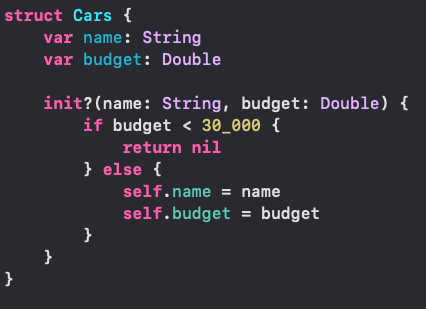 struct Cars {
    var name: String
    var budget: Double

    init?(name: String, budget: Double) {
        if budget < 30_000 {
            return nil
        } else {
            self.name = name
            self.budget = budget
        }
    }
}